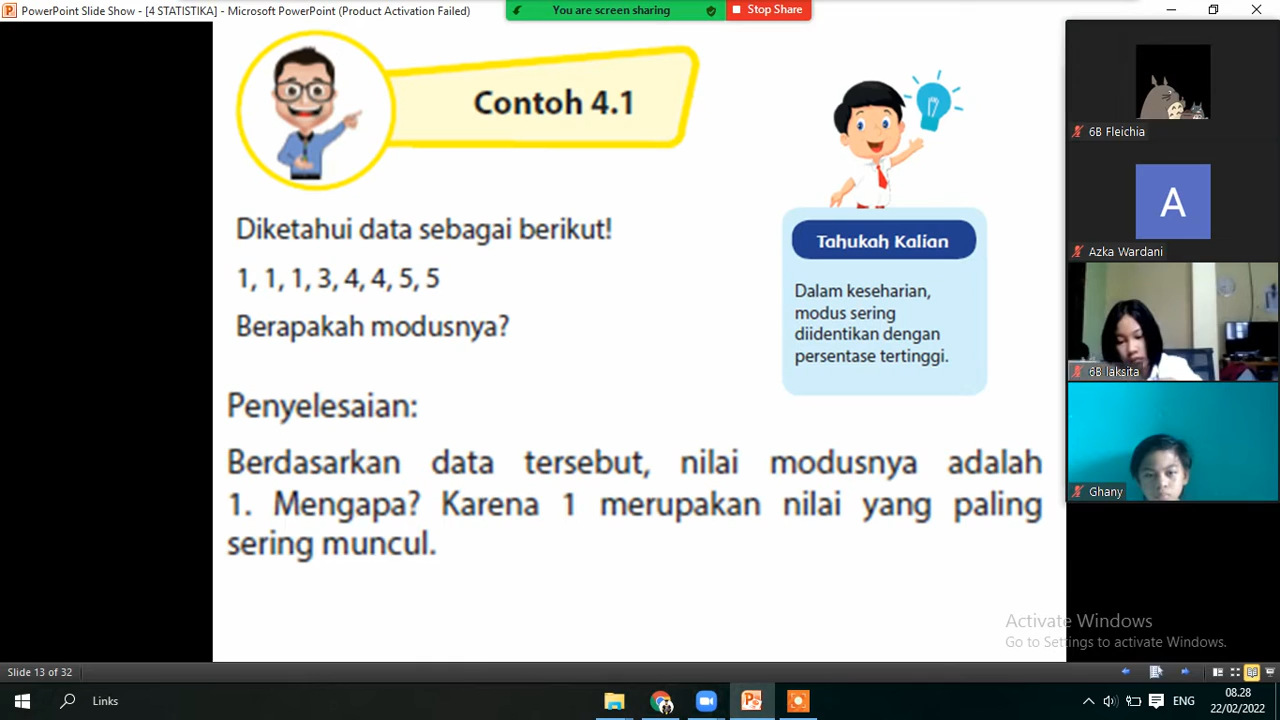 PowerPoint Slide Show - [4 STATISTIKA] - Microsoft PowerPoint (Product Activation Failed)
You are screen sharing
Stop Share
Contoh 4.1
Diketahui data sebagai berikut!
1, 1, 1, 3, 4, 4, 5, 5
Berapakah modusnya?
Tahukah Kalian
Dalam keseharian,
modus sering
diidentikan dengan
persentase tertinggi.
Penyelesaian:
Berdasarkan data tersebut, nilai modusnya adalah
1. Mengapa? Karena 1 merupakan nilai yang paling
sering muncul.
6B Fleichia
A
Azka Wardani
6B laksita
Ghany
Activate Windows
Go to Settings to activate Windows.
Slide 13 of 32
Links
ENG
08.28
22/02/2022